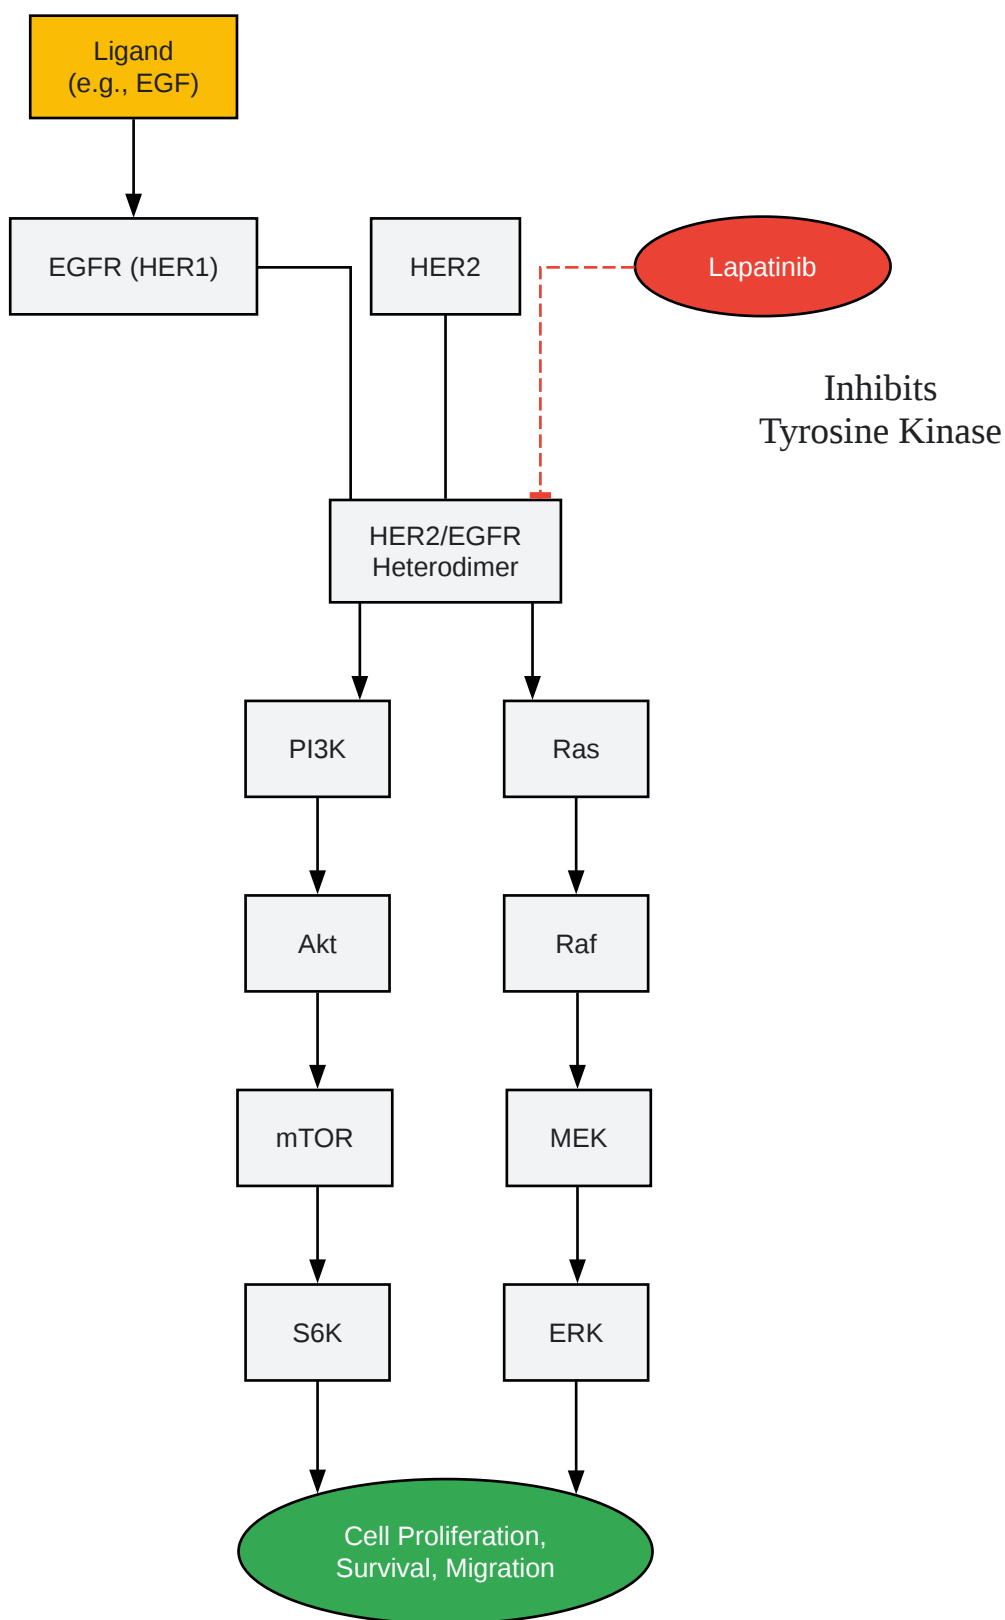 Ligand
(e.g., EGF)
EGFR (HER1)
HER2
Lapatinib
Inhibits
Tyrosine Kinase
HER2/EGFR
Heterodimer
PI3K
Ras
Akt
Raf
mTOR
MEK
S6K
ERK
Cell Proliferation,
Survival, Migration